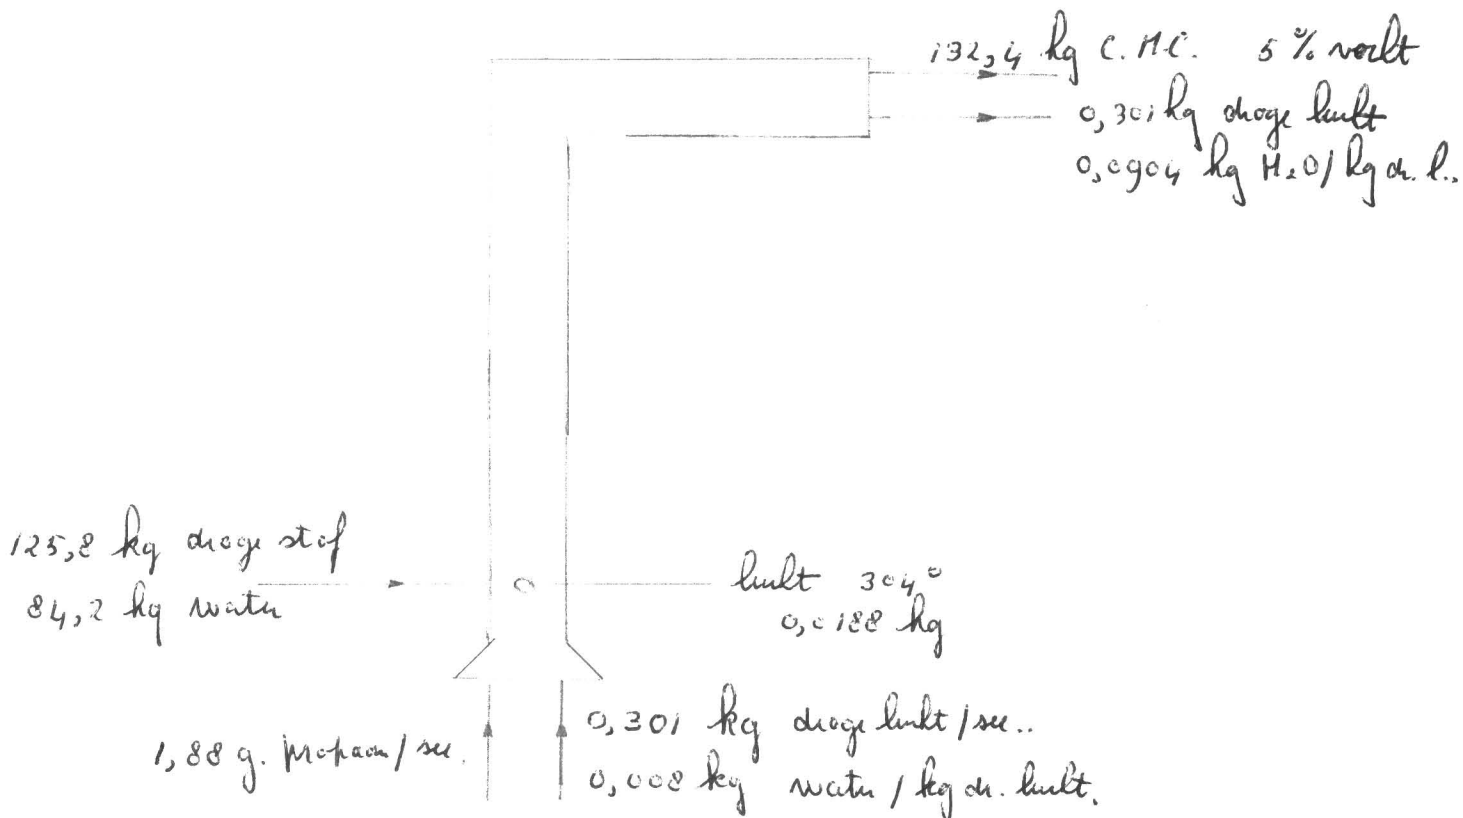 132,4 kg C.M.C. 5 % vocht
0,301 kg droge lucht
0,0904 kg H₂O / kg dr. l..
125,8 kg droge stof
84,2 kg water
lucht 304°
0,0188 kg
1,88 g. propaan / sec.
0,301 kg droge lucht / sec..
0,008 kg water / kg dr. lucht.